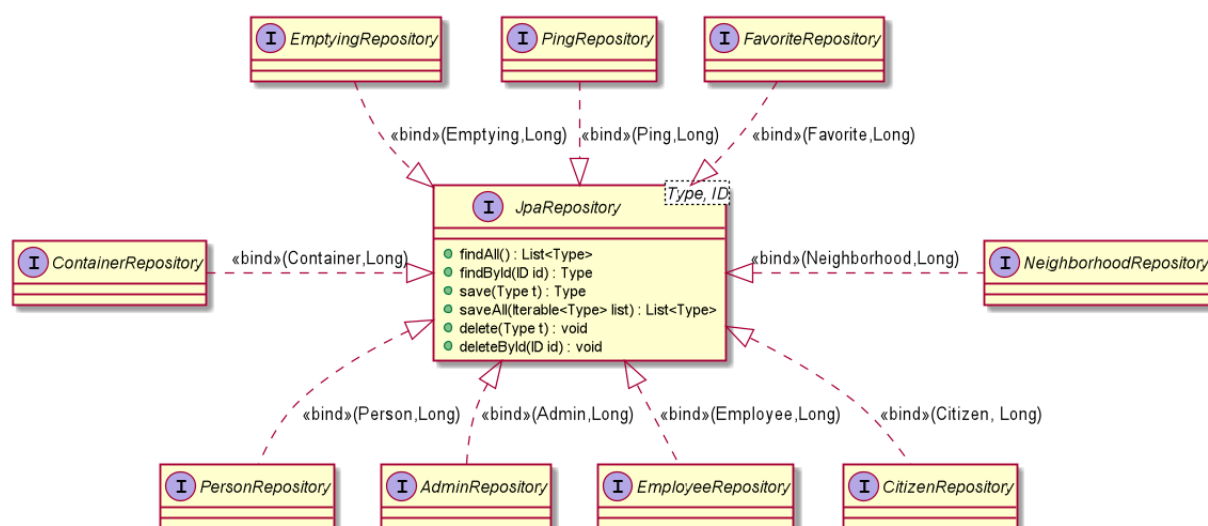 I EmptyingRepository
I PingRepository
I FavoriteRepository
«bind»(Emptying,Long)
«bind»(Ping,Long)
«bind»(Favorite,Long)
Type, ID
I JpaRepository
findAll() : List<Type>
findById(ID id) : Type
save(Type t) : Type
saveAll(Iterable<Type> list) : List<Type>
delete(Type t) : void
deleteById(ID id) : void
I ContainerRepository
«bind»(Container,Long)
«bind»(Neighborhood,Long)
I NeighborhoodRepository
«bind»(Person,Long)
«bind»(Admin,Long)
«bind»(Employee,Long)
«bind»(Citizen, Long)
I PersonRepository
I AdminRepository
I EmployeeRepository
I CitizenRepository